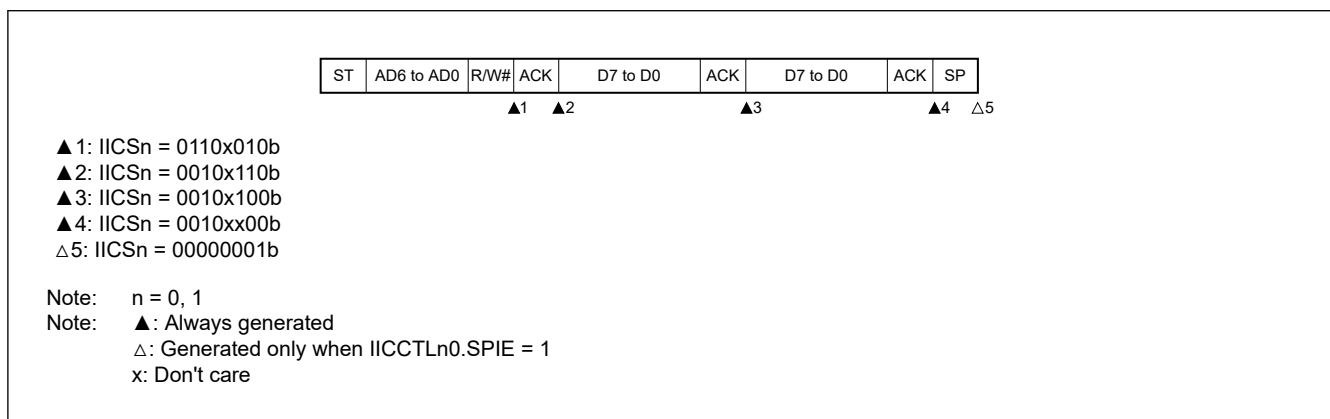 ST AD6 to AD0 R/W# ACK D7 to D0 ACK D7 to D0 ACK SP
▲1 ▲2 ▲3 ▲4 △5
▲1: IICSn = 0110x010b
▲2: IICSn = 0010x110b
▲3: IICSn = 0010x100b
▲4: IICSn = 0010xx00b
△5: IICSn = 00000001b
Note: n = 0, 1
Note: ▲: Always generated
△: Generated only when IICCTLn0.SPIE = 1
x: Don't care